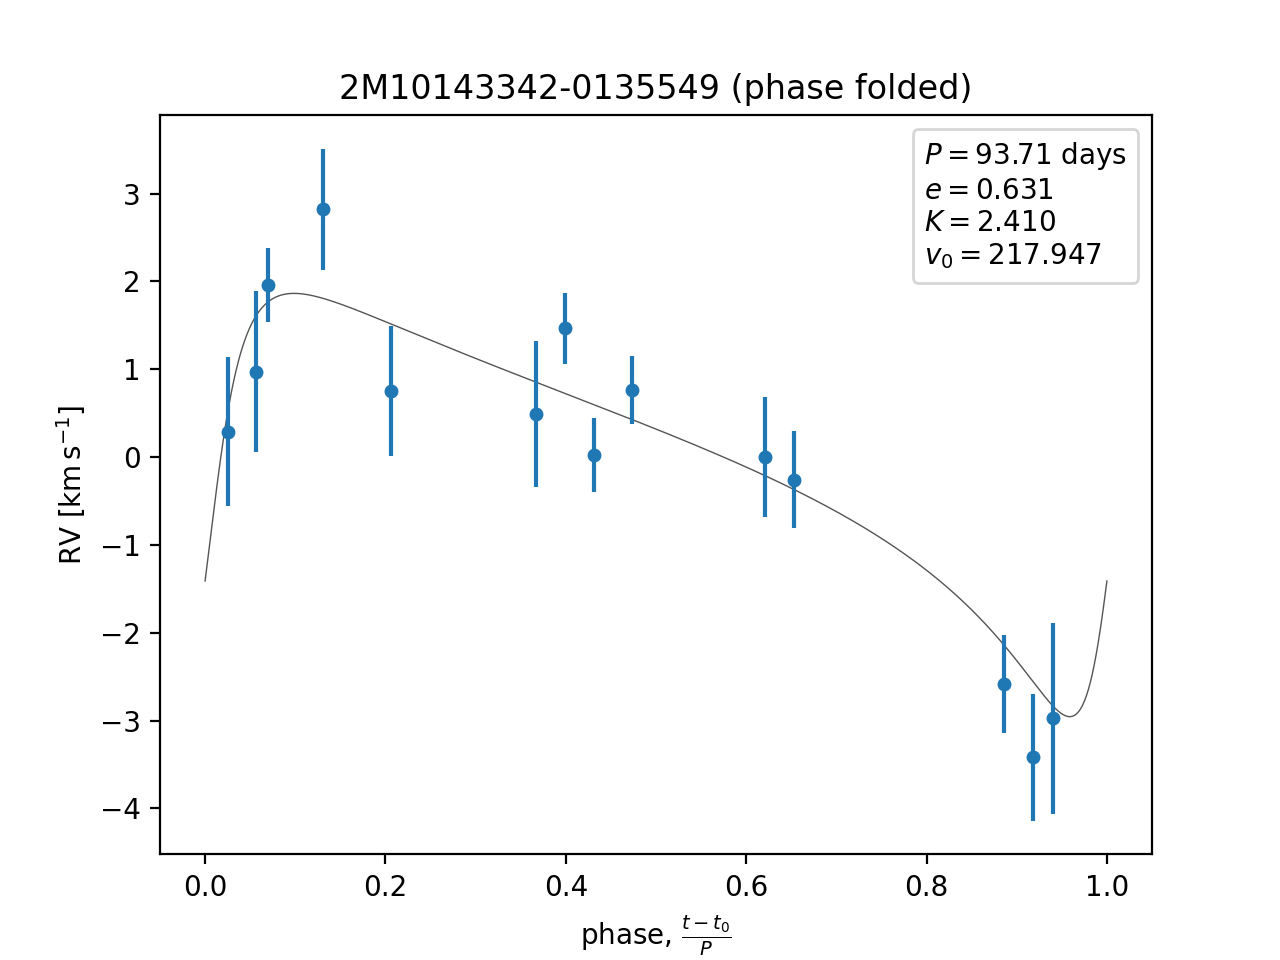 2M10143342-0135549 (phase folded)
P = 93.71 days
e = 0.631
K = 2.410
v₀ = 217.947
RV [km s⁻¹]
3
2
1
0
−1
−2
−3
−4
0.0 0.2 0.4 0.6 0.8 1.0
phase, (t − t₀)/P